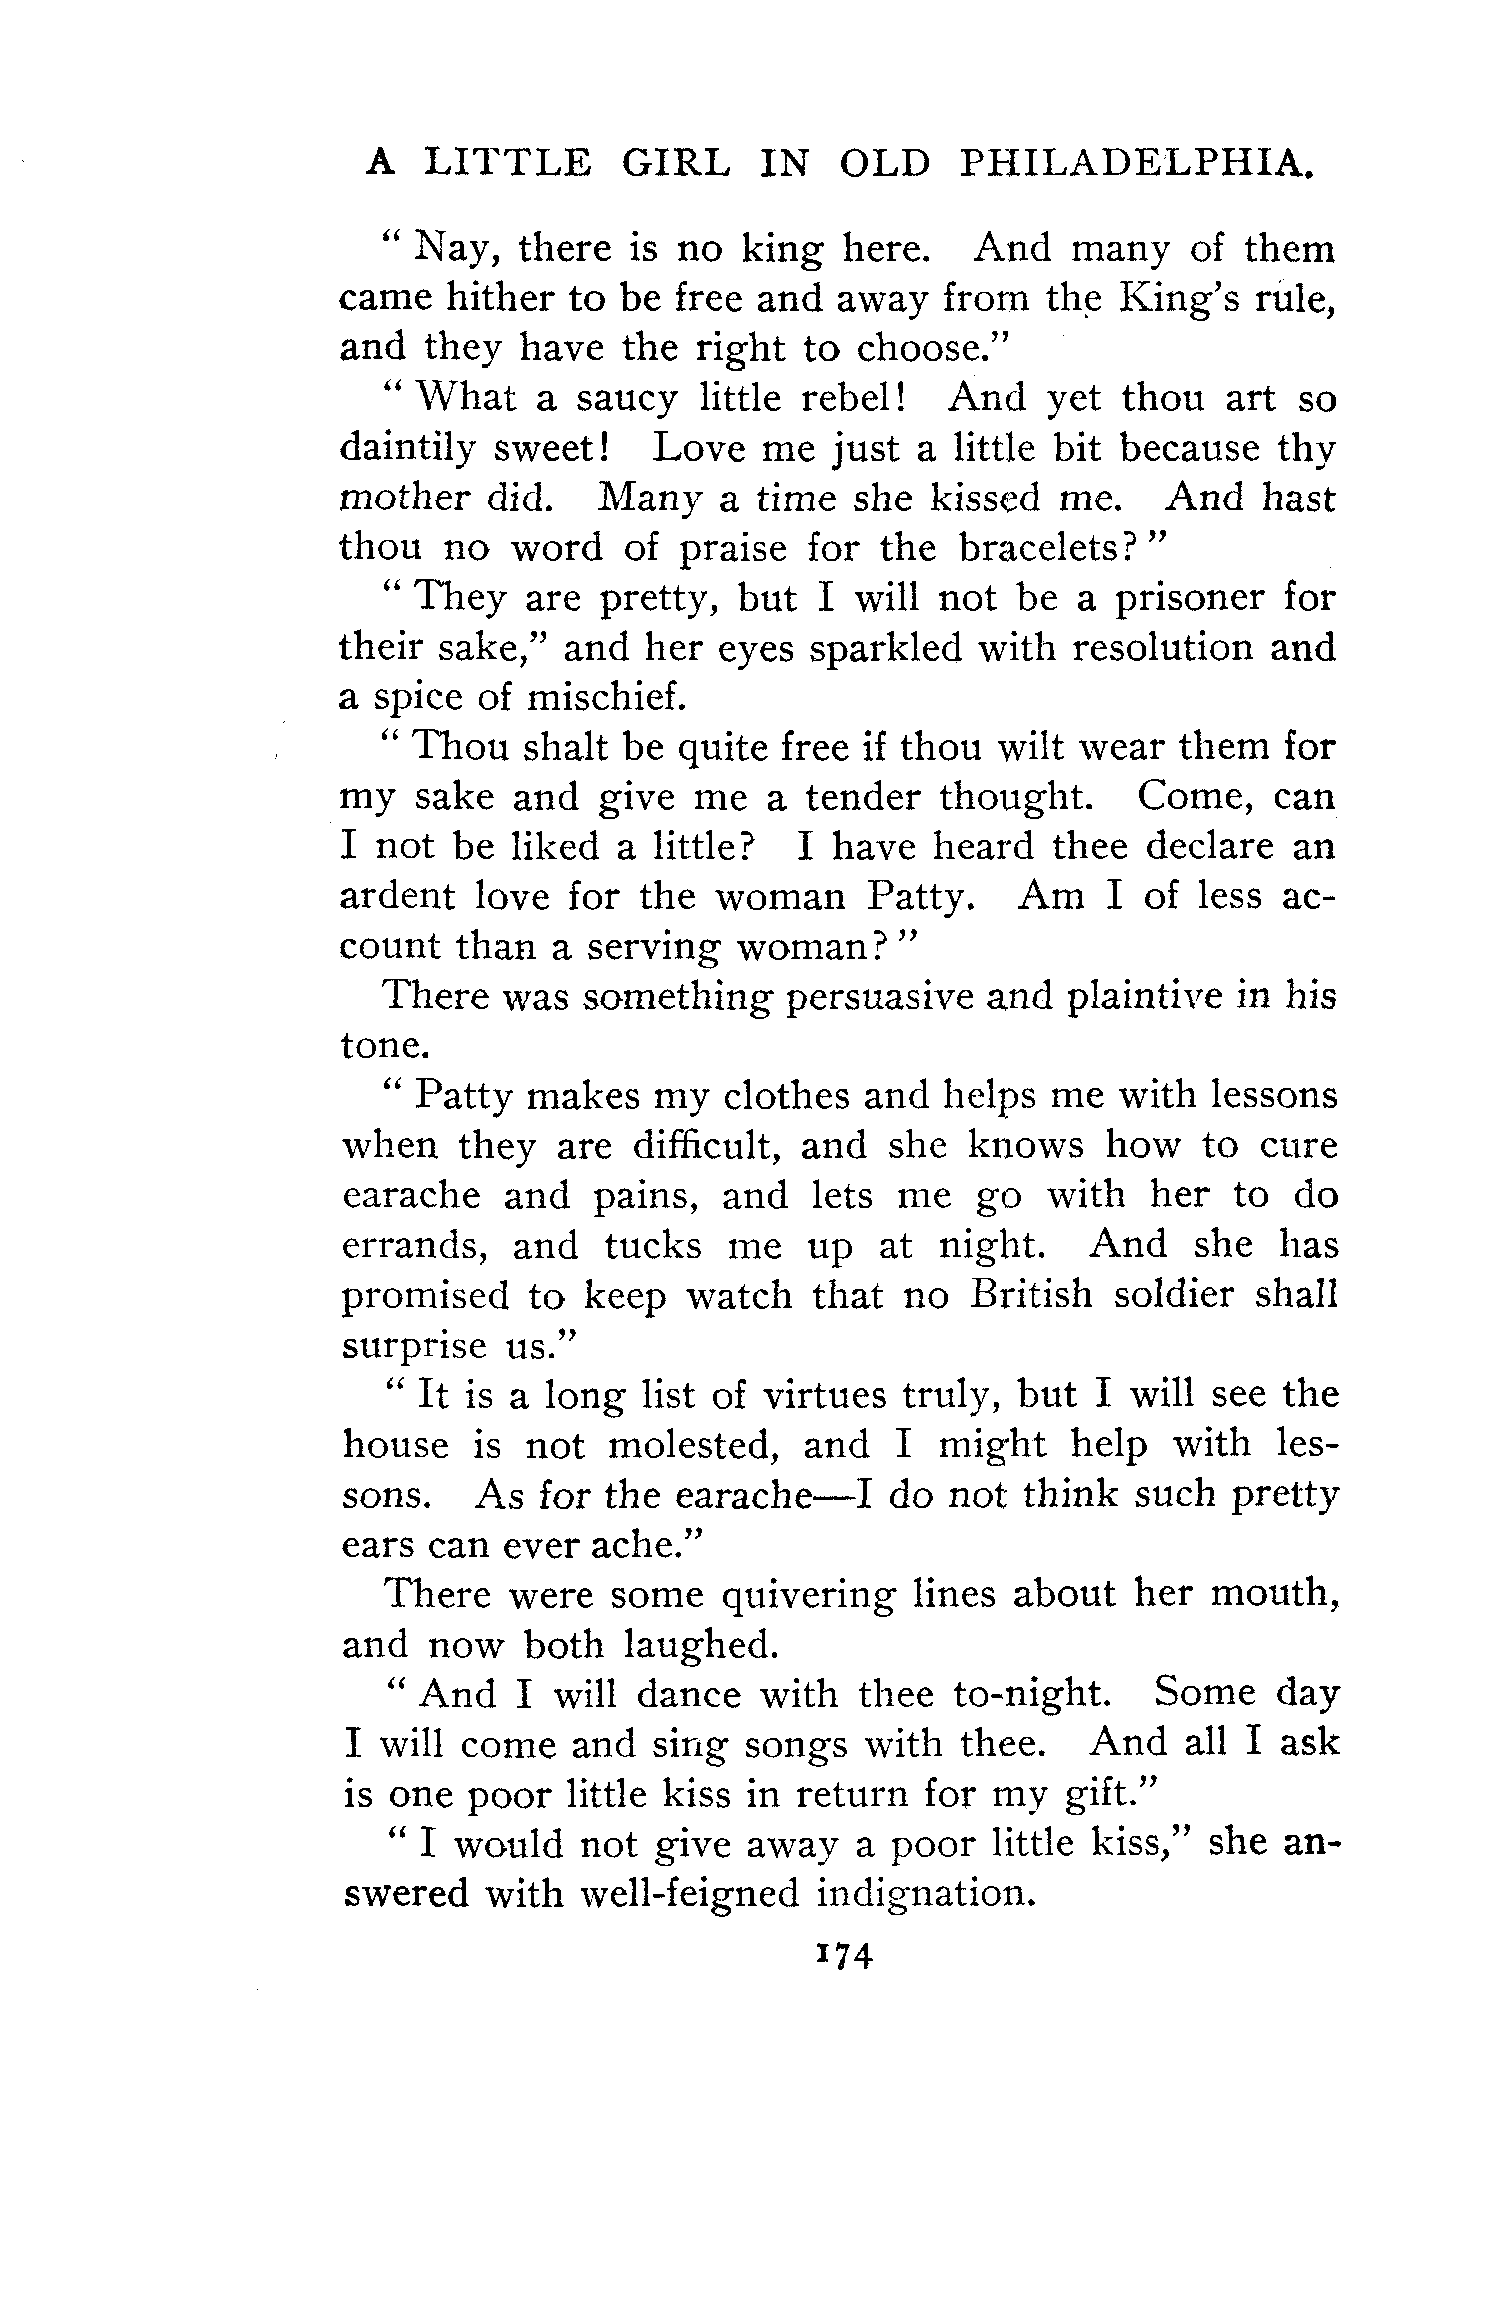 A LITTLE GIRL IN OLD PHILADELPHIA.
" Nay, there is no king here. And many of them
came hither to be free and away from the King's rule,
and they have the right to choose."
" What a saucy little rebel! And yet thou art so
daintily sweet! Love me just a little bit because thy
mother did. Many a time she kissed me. And hast
thou no word of praise for the bracelets? "
" They are pretty, but I will not be a prisoner for
their sake," and her eyes sparkled with resolution and
a spice of mischief.
" Thou shalt be quite free if thou wilt wear them for
my sake and give me a tender thought. Come, can
I not be liked a little? I have heard thee declare an
ardent love for the woman Patty. Am I of less ac-
count than a serving woman? "
There was something persuasive and plaintive in his
tone.
" Patty makes my clothes and helps me with lessons
when they are difficult, and she knows how to cure
earache and pains, and lets me go with her to do
errands, and tucks me up at night. And she has
promised to keep watch that no British soldier shall
surprise us."
" It is a long list of virtues truly, but I will see the
house is not molested, and I might help with les-
sons. As for the earache—I do not think such pretty
ears can ever ache."
There were some quivering lines about her mouth,
and now both laughed.
" And I will dance with thee to-night. Some day
I will come and sing songs with thee. And all I ask
is one poor little kiss in return for my gift."
" I would not give away a poor little kiss," she an-
swered with well-feigned indignation.
174